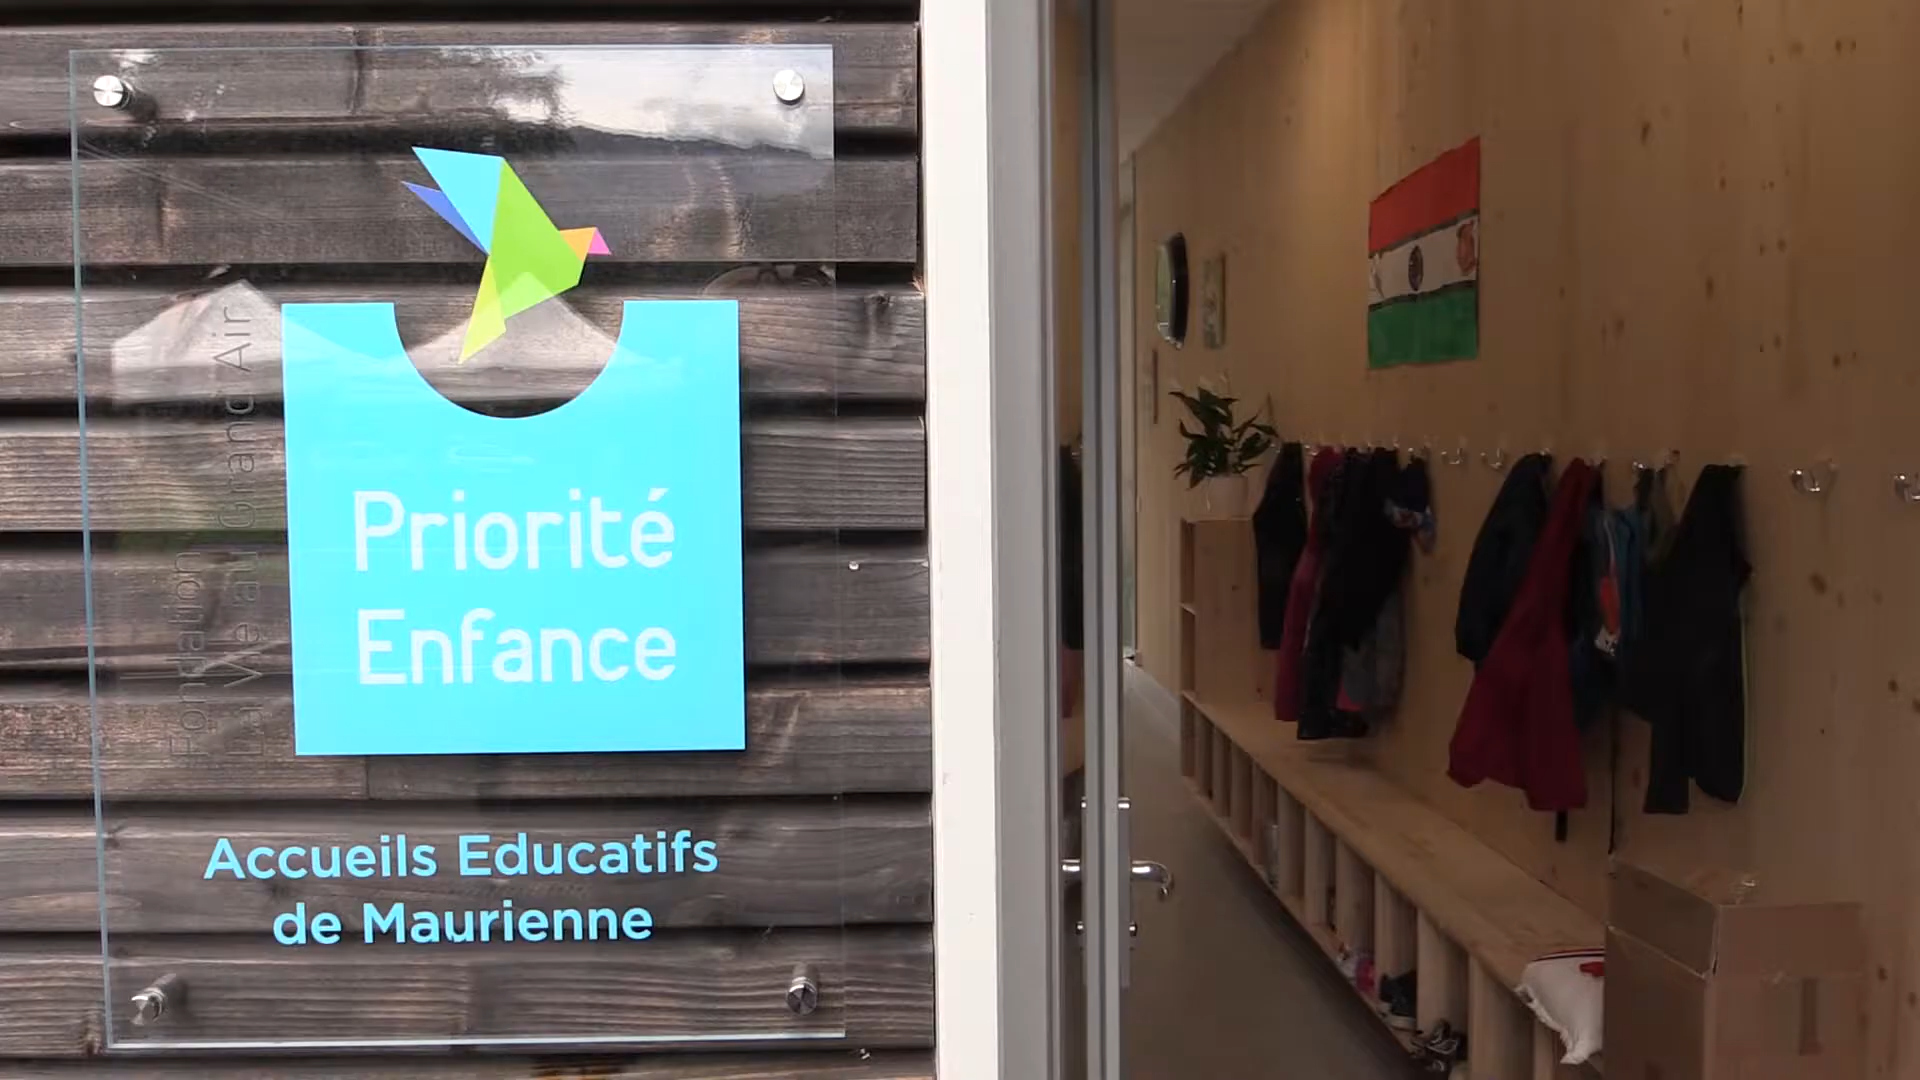 Fondation
La Vie au Grand Air
Priorité
Enfance
Accueils Educatifs
de Maurienne